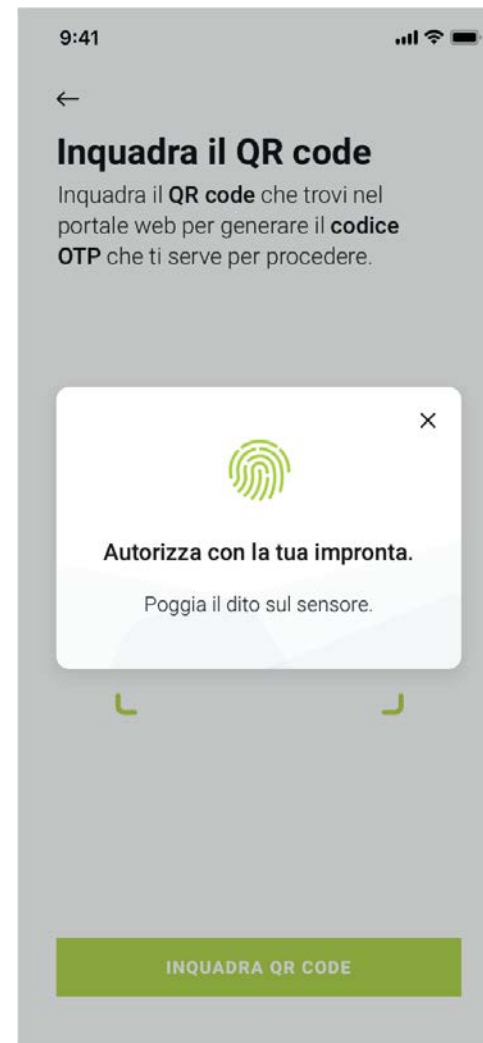 9:41
Inquadra il QR code
Inquadra il QR code che trovi nel
portale web per generare il codice
OTP che ti serve per procedere.
Autorizza con la tua impronta.
Poggia il dito sul sensore.
INQUADRA QR CODE